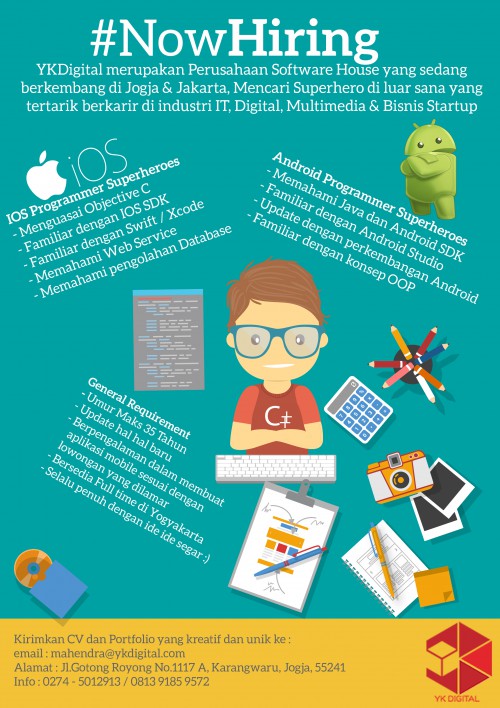 #NowHiring
YKDigital merupakan Perusahaan Software House yang sedang
berkembang di Jogja & Jakarta, Mencari Superhero di luar sana yang
tertarik berkarir di industri IT, Digital, Multimedia & Bisnis Startup
iOS
IOS Programmer Superheroes
- Menguasai Objective C
- Familiar dengan IOS SDK
- Familiar dengan Swift / Xcode
- Memahami Web Service
- Memahami pengolahan Database
Android Programmer Superheroes
- Memahami Java dan Android SDK
- Familiar dengan Android Studio
- Update dengan perkembangan Android
- Familiar dengan konsep OOP
General Requirement
- Umur Maks 35 Tahun
- Update hal hal baru
- Berpengalaman dalam membuat
aplikasi mobile sesuai dengan
lowongan yang dilamar
- Bersedia Full time di Yogyakarta
- Selalu penuh dengan ide ide segar :)
Kirimkan CV dan Portfolio yang kreatif dan unik ke :
email : mahendra@ykdigital.com
Alamat : Jl.Gotong Royong No.1117 A, Karangwaru, Jogja, 55241
Info : 0274 - 5012913 / 0813 9185 9572
YK DIGITAL